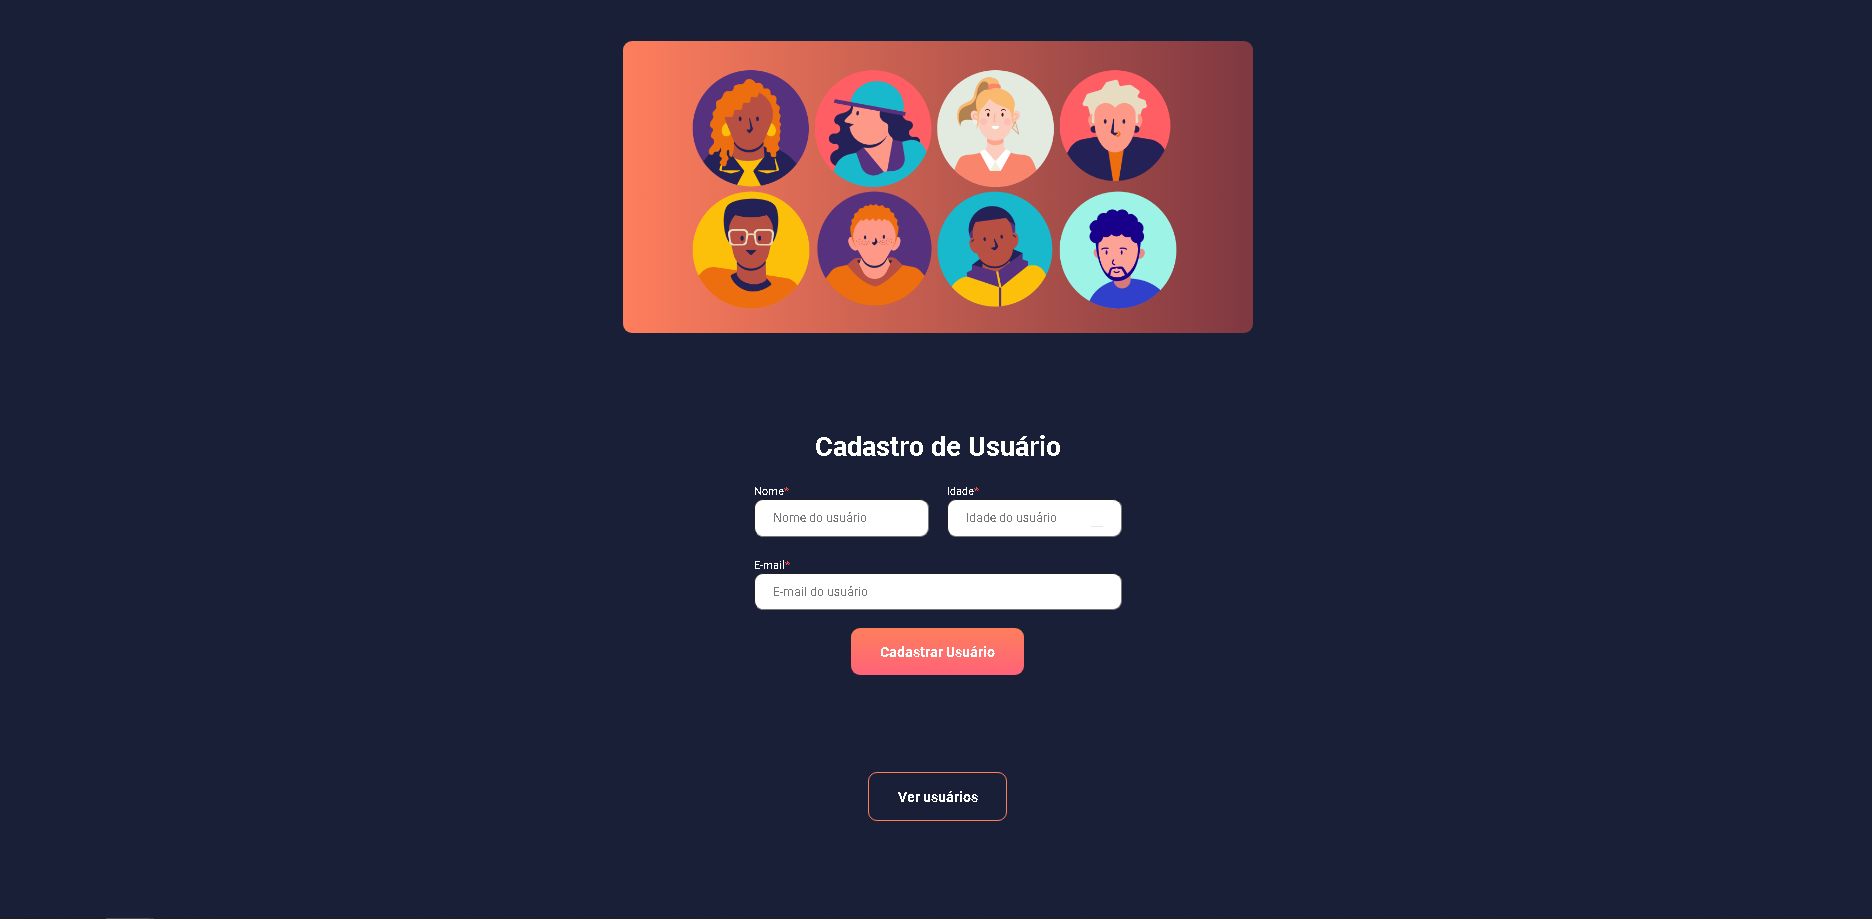 Cadastro de Usuário
Nome* Idade*
Nome do usuário Idade do usuário
E-mail*
E-mail do usuário
Cadastrar Usuário
Ver usuários